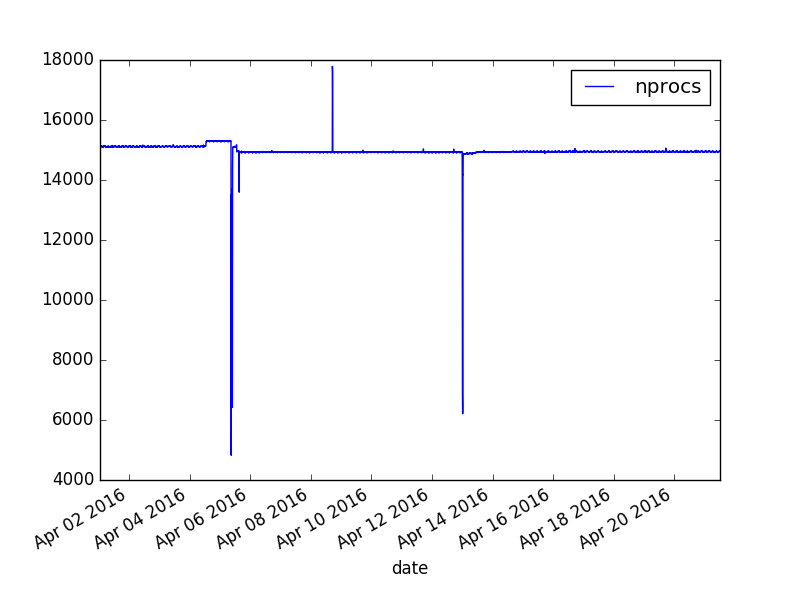 nprocs
18000
16000
14000
12000
10000
8000
6000
4000
Apr 02 2016
Apr 04 2016
Apr 06 2016
Apr 08 2016
Apr 10 2016
Apr 12 2016
Apr 14 2016
Apr 16 2016
Apr 18 2016
Apr 20 2016
date